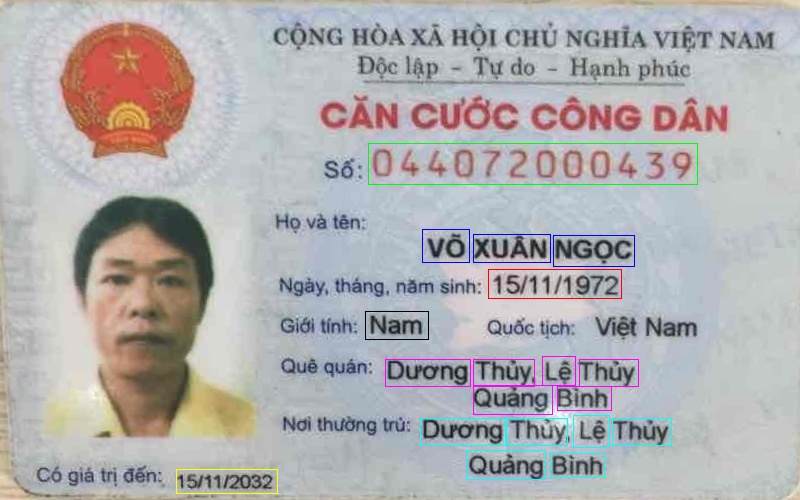 CỘNG HÒA XÃ HỘI CHỦ NGHĨA VIỆT NAM
Độc lập - Tự do - Hạnh phúc
CĂN CƯỚC CÔNG DÂN
Số: 044072000439
Họ và tên:
VÕ XUÂN NGỌC
Ngày, tháng, năm sinh: 15/11/1972
Giới tính: Nam Quốc tịch: Việt Nam
Quê quán: Dương Thủy, Lệ Thủy
Quảng Bình
Nơi thường trú: Dương Thủy, Lệ Thủy
Quảng Bình
Có giá trị đến: 15/11/2032